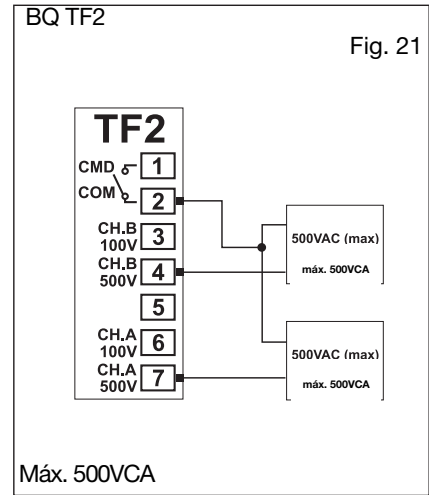 BQ TF2
Fig. 21
TF2
CMD
1
COM
2
CH.B
100V
3
CH.B
500V
4
5
CH.A
100V
6
CH.A
500V
7
500VAC (max)
máx. 500VCA
500VAC (max)
máx. 500VCA
Máx. 500VCA